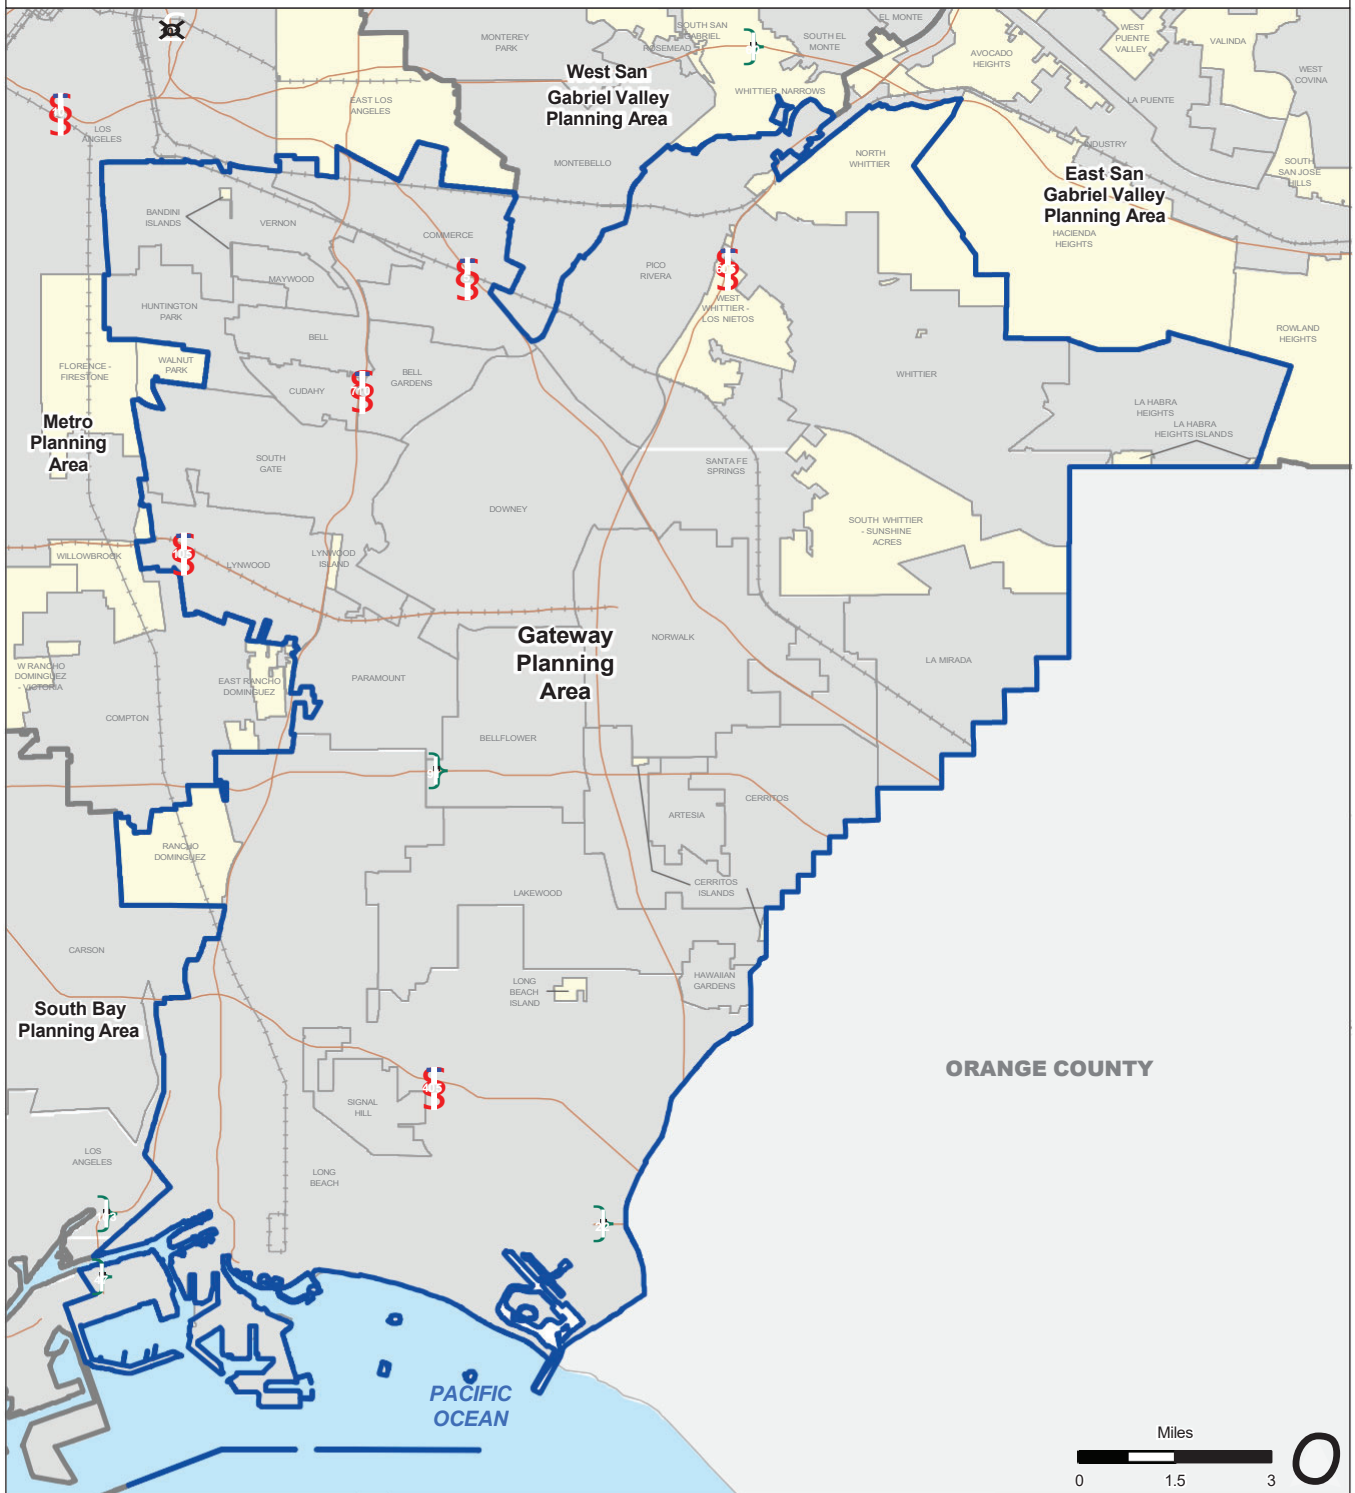 EL MONTE
SOUTH SAN
GABRIEL
ROSEMEAD
MONTEREY
PARK
SOUTH EL
MONTE
WEST
PUENTE
VALLEY
VALINDA
AVOCADO
HEIGHTS
WEST
COVINA
West San
Gabriel Valley
Planning Area
WHITTIER NARROWS
LA PUENTE
EAST LOS
ANGELES
LOS
ANGELES
INDUSTRY
MONTEBELLO
NORTH
WHITTIER
SOUTH
SAN JOSE
HILLS
East San
Gabriel Valley
Planning Area
BANDINI
ISLANDS
VERNON
COMMERCE
HACIENDA
HEIGHTS
MAYWOOD
PICO
RIVERA
HUNTINGTON
PARK
WEST
WHITTIER -
LOS NIETOS
BELL
ROWLAND
HEIGHTS
FLORENCE -
FIRESTONE
WALNUT
PARK
CUDAHY
BELL
GARDENS
WHITTIER
LA HABRA
HEIGHTS
LA HABRA
HEIGHTS ISLANDS
Metro
Planning
Area
SOUTH
GATE
SANTA FE
SPRINGS
DOWNEY
SOUTH WHITTIER
- SUNSHINE
ACRES
WILLOWBROOK
LYNWOOD
LYNWOOD
ISLAND
Gateway
Planning
Area
NORWALK
LA MIRADA
W RANCHO
DOMINGUEZ
- VICTORIA
EAST RANCHO
DOMINGUEZ
PARAMOUNT
COMPTON
BELLFLOWER
CERRITOS
ARTESIA
RANCHO
DOMINGUEZ
CERRITOS
ISLANDS
LAKEWOOD
CARSON
LONG
BEACH
ISLAND
HAWAIIAN
GARDENS
South Bay
Planning Area
ORANGE COUNTY
SIGNAL
HILL
LOS
ANGELES
LONG
BEACH
PACIFIC
OCEAN
Miles
0 1.5 3